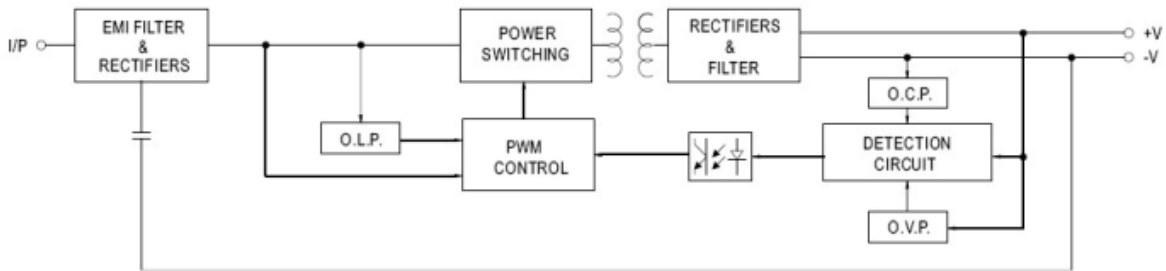 I/P
EMI FILTER
&
RECTIFIERS
POWER
SWITCHING
RECTIFIERS
&
FILTER
+V
-V
O.C.P.
O.L.P.
PWM
CONTROL
DETECTION
CIRCUIT
O.V.P.